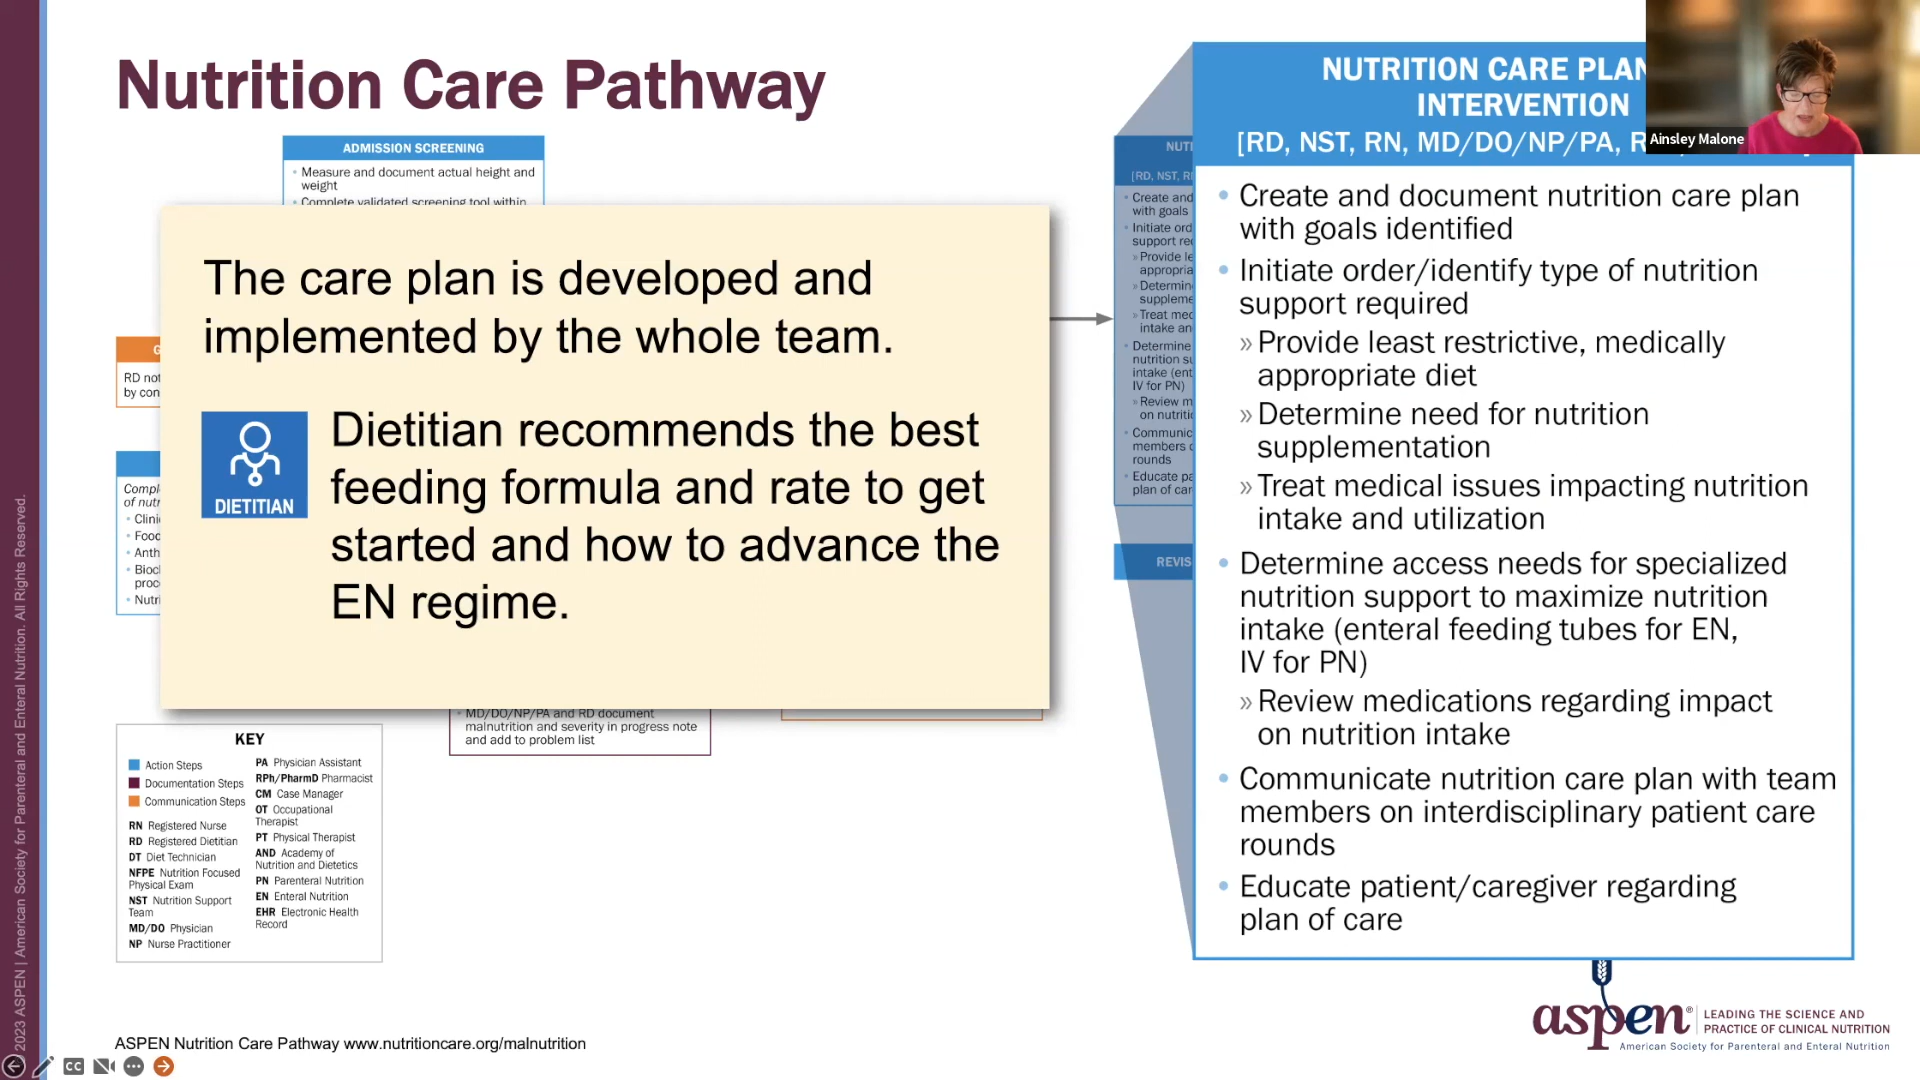 Nutrition Care Pathway
ADMISSION SCREENING
• Measure and document actual height and
weight
• Complete validated screening tool within
The care plan is developed and
implemented by the whole team.
DIETITIAN
Dietitian recommends the best
feeding formula and rate to get
started and how to advance the
EN regime.
RD not
by con
Compl
of nutr
• Clini
• Food
• Anth
• Bioc
proc
• Nutri
• MD/DO/NP/PA and RD document
malnutrition and severity in progress note
and add to problem list
KEY
Action Steps
Documentation Steps
Communication Steps
RN Registered Nurse
RD Registered Dietitian
DT Diet Technician
NFPE Nutrition Focused
Physical Exam
NST Nutrition Support
Team
MD/DO Physician
NP Nurse Practitioner
PA Physician Assistant
RPh/PharmD Pharmacist
CM Case Manager
OT Occupational
Therapist
PT Physical Therapist
AND Academy of
Nutrition and Dietetics
PN Parenteral Nutrition
EN Enteral Nutrition
EHR Electronic Health
Record
NUTI
[RD, NST, R
• Create and
with goals
• Initiate ord
support re
» Provide le
appropria
» Determin
suppleme
» Treat med
intake an
• Determine
nutrition su
intake (ent
IV for PN)
» Review m
on nutriti
• Communic
members o
rounds
• Educate pa
plan of car
REVIS
NUTRITION CARE PLAN
INTERVENTION
[RD, NST, RN, MD/DO/NP/PA, R
• Create and document nutrition care plan
with goals identified
• Initiate order/identify type of nutrition
support required
» Provide least restrictive, medically
appropriate diet
» Determine need for nutrition
supplementation
» Treat medical issues impacting nutrition
intake and utilization
• Determine access needs for specialized
nutrition support to maximize nutrition
intake (enteral feeding tubes for EN,
IV for PN)
» Review medications regarding impact
on nutrition intake
• Communicate nutrition care plan with team
members on interdisciplinary patient care
rounds
• Educate patient/caregiver regarding
plan of care
Ainsley Malone
ASPEN Nutrition Care Pathway www.nutritioncare.org/malnutrition
aspen®
LEADING THE SCIENCE AND
PRACTICE OF CLINICAL NUTRITION
American Society for Parenteral and Enteral Nutrition
2023 ASPEN | American Society for Parenteral and Enteral Nutrition. All Rights Reserved.
CC